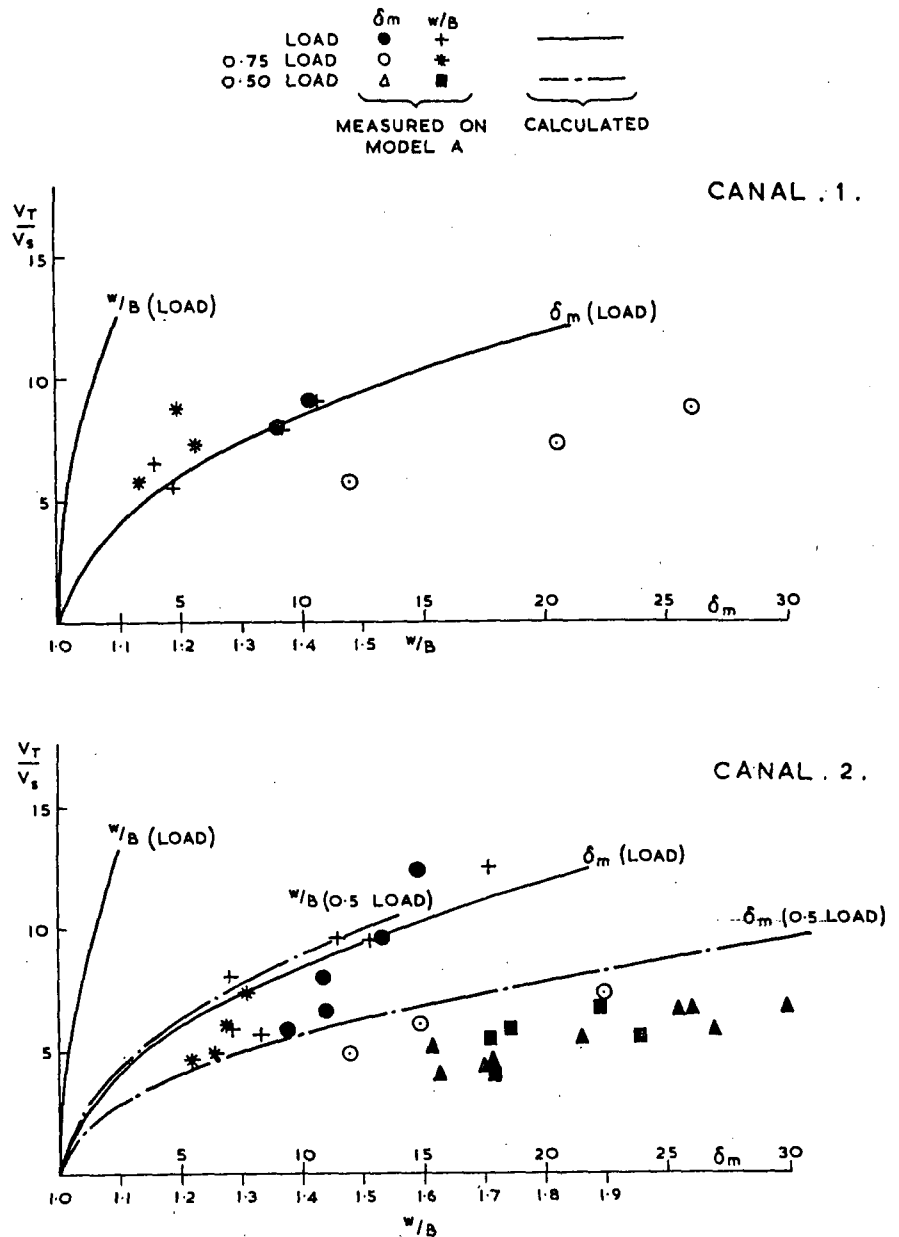 δm w/B
LOAD
0.75 LOAD
0.50 LOAD
MEASURED ON MODEL A
CALCULATED
CANAL .1.
VT/Vs
15
10
5
w/B (LOAD)
δm (LOAD)
5 10 15 20 25 δm 30
1.0 1.1 1.2 1.3 1.4 1.5 w/B
CANAL .2.
VT/Vs
15
10
5
w/B (LOAD)
w/B (0.5 LOAD)
δm (LOAD)
δm (0.5 LOAD)
5 10 15 20 25 δm 30
1.0 1.1 1.2 1.3 1.4 1.5 1.6 1.7 1.8 1.9
w/B